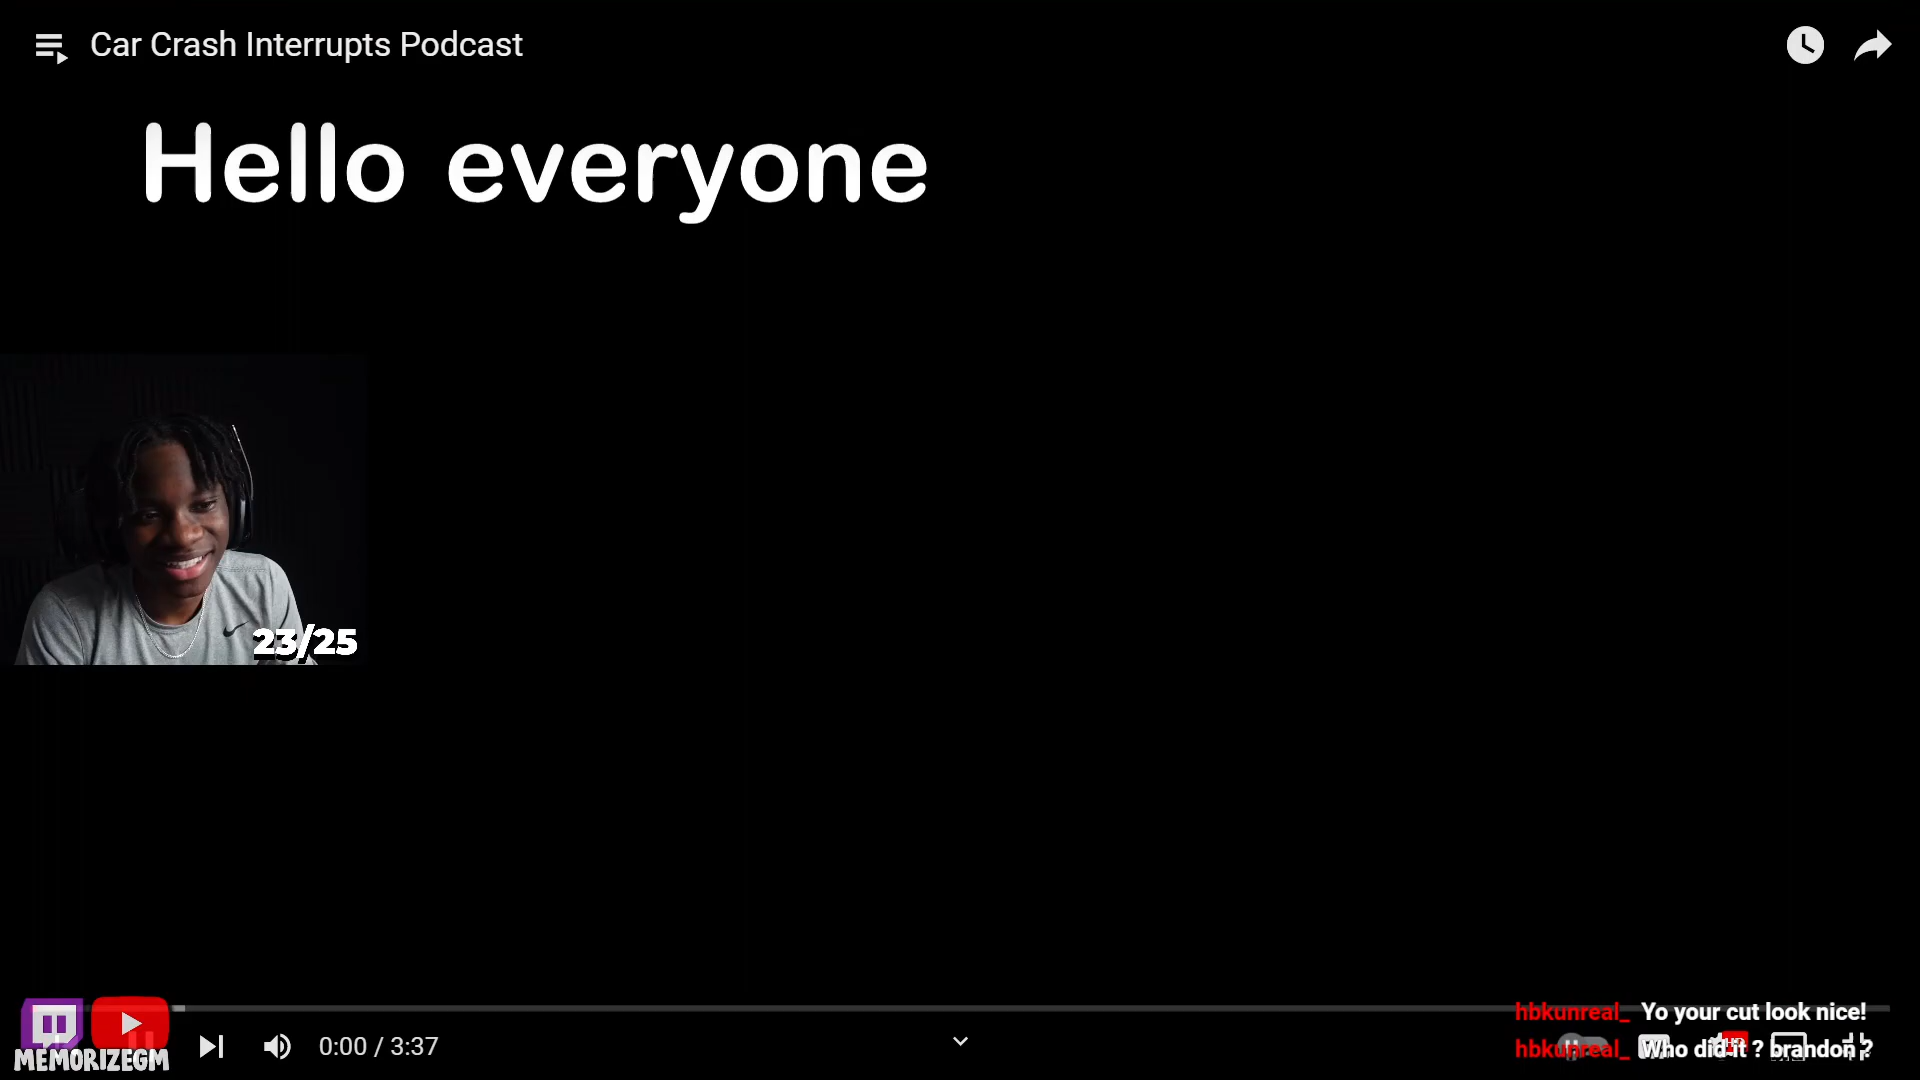 Car Crash Interrupts Podcast
Hello everyone
23/25
MEMORIZEGM
0:00 / 3:37
hbkunreal_ Yo your cut look nice!
hbkunreal_ Who did it ? brandon ?
HD